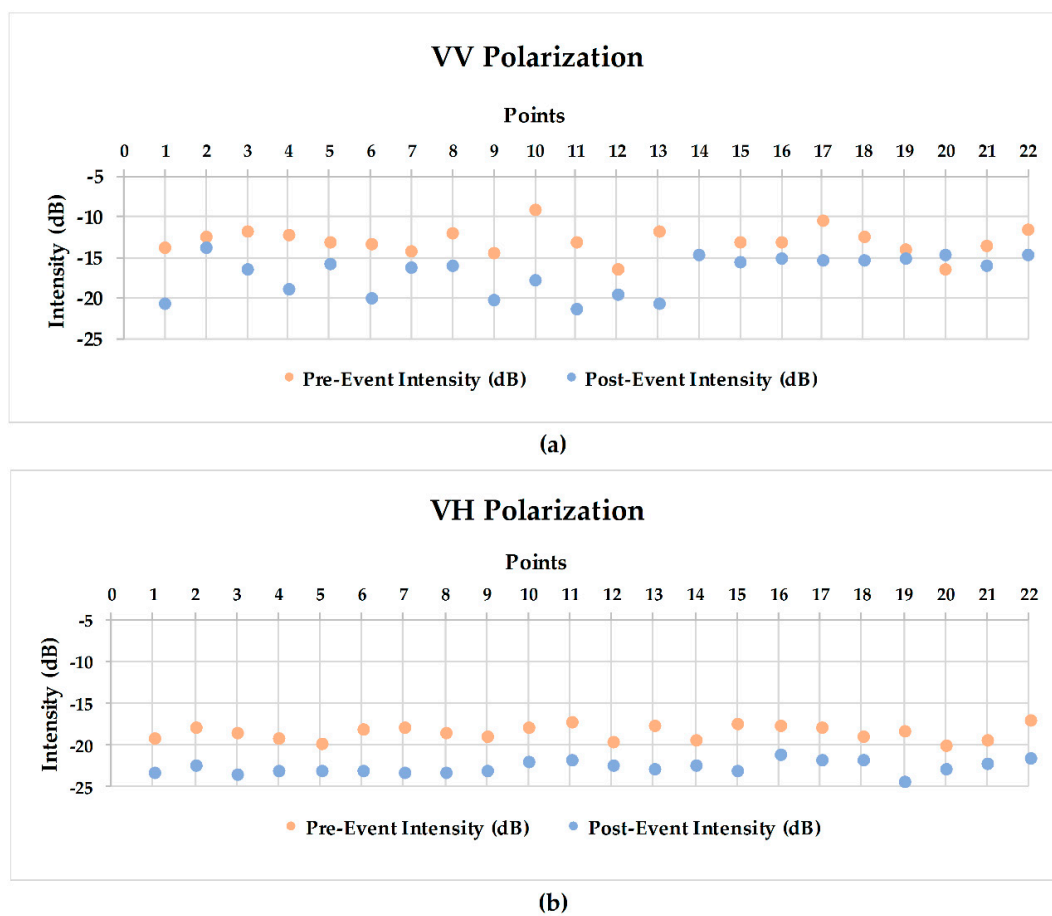 VV Polarization
Points
0 1 2 3 4 5 6 7 8 9 10 11 12 13 14 15 16 17 18 19 20 21 22
-5
-10
-15
-20
-25
Intensity (dB)
Pre-Event Intensity (dB) Post-Event Intensity (dB)
(a)
VH Polarization
Points
0 1 2 3 4 5 6 7 8 9 10 11 12 13 14 15 16 17 18 19 20 21 22
-5
-10
-15
-20
-25
Intensity (dB)
Pre-Event Intensity (dB) Post-Event Intensity (dB)
(b)